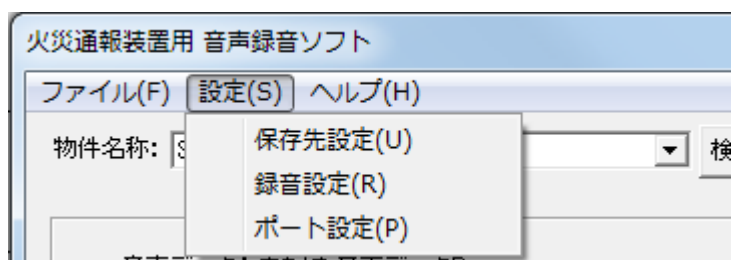 火災通報装置用 音声録音ソフト
ファイル(F) 設定(S) ヘルプ(H)
物件名称: S
検
保存先設定(U)
録音設定(R)
ポート設定(P)